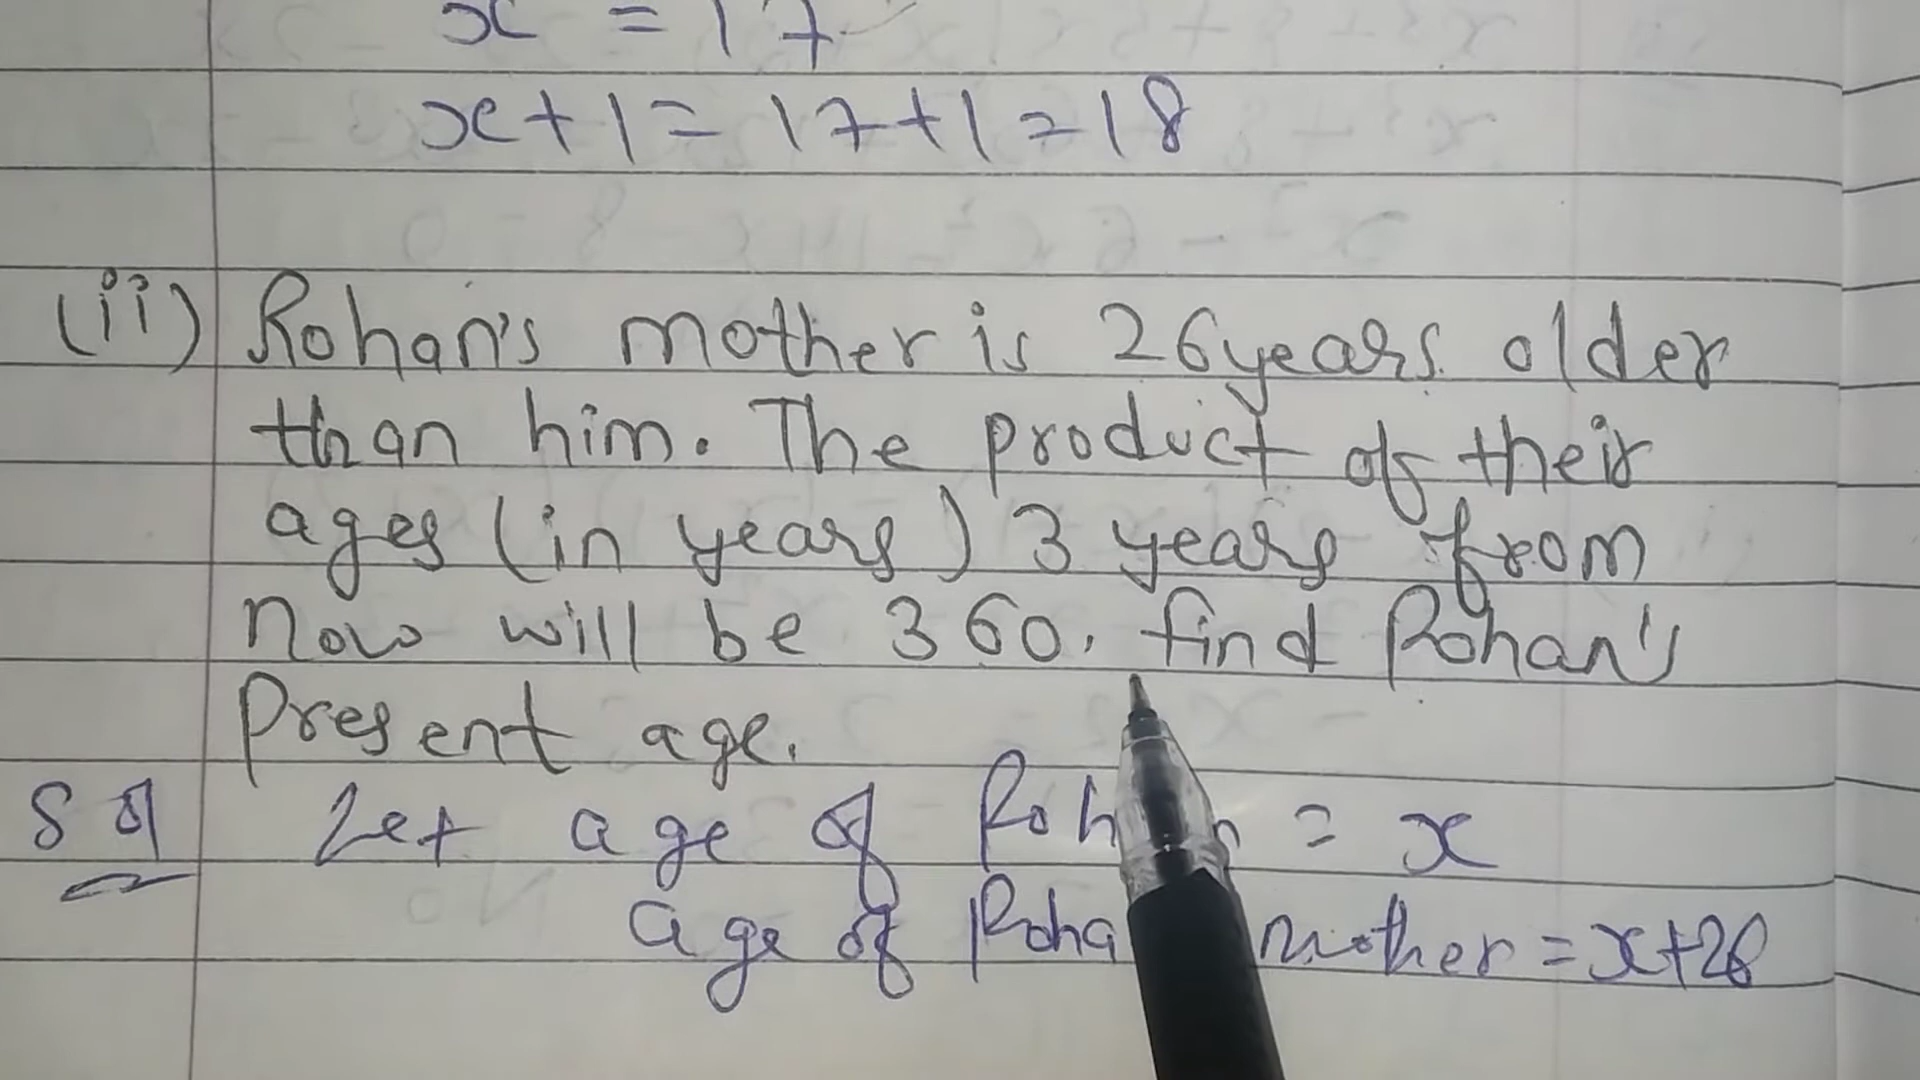 x = 17
x+1=17+1=18
(ii) Rohan's mother is 26 years older
than him. The product of their
ages (in years) 3 years from
now will be 360. find Rohan's
Present age.
Sol Let age of = x
age of mother = x+26